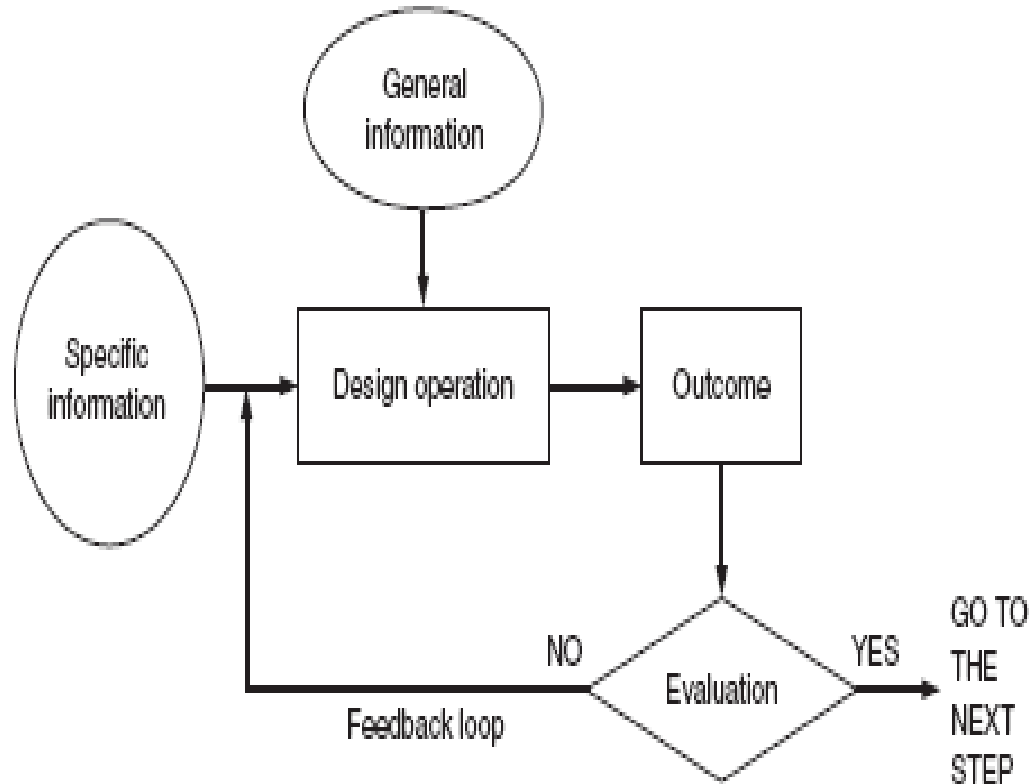 General
information
Specific
information
Design operation
Outcome
NO
YES
Evaluation
Feedback loop
GO TO
THE
NEXT
STEP